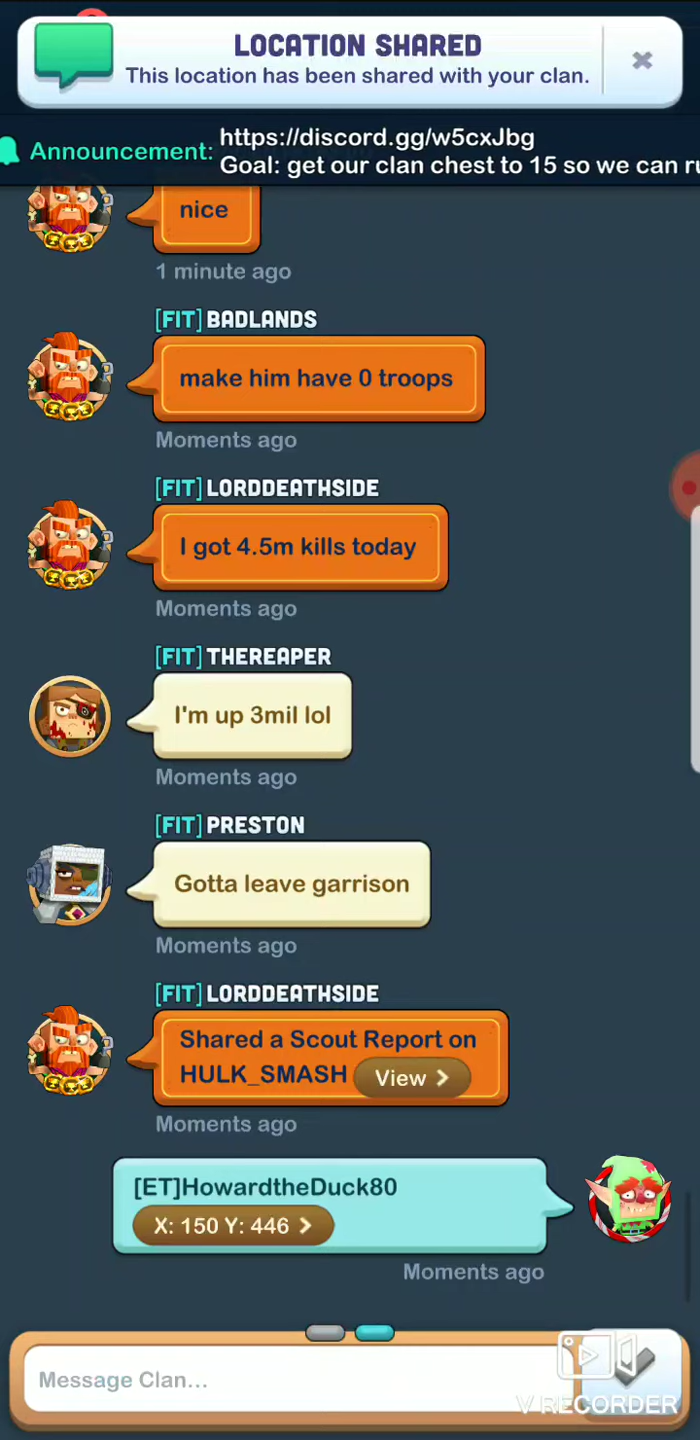 LOCATION SHARED
This location has been shared with your clan.
https://discord.gg/w5cxJbg
Announcement:
Goal: get our clan chest to 15 so we can ru
nice
1 minute ago
[FIT] BADLANDS
make him have 0 troops
Moments ago
[FIT] LORDDEATHSIDE
I got 4.5m kills today
Moments ago
[FIT] THEREAPER
I'm up 3mil lol
Moments ago
[FIT] PRESTON
Gotta leave garrison
Moments ago
[FIT] LORDDEATHSIDE
Shared a Scout Report on
HULK_SMASH View >
Moments ago
[ET]HowardtheDuck80
X: 150 Y: 446 >
Moments ago
Message Clan...
V RECORDER